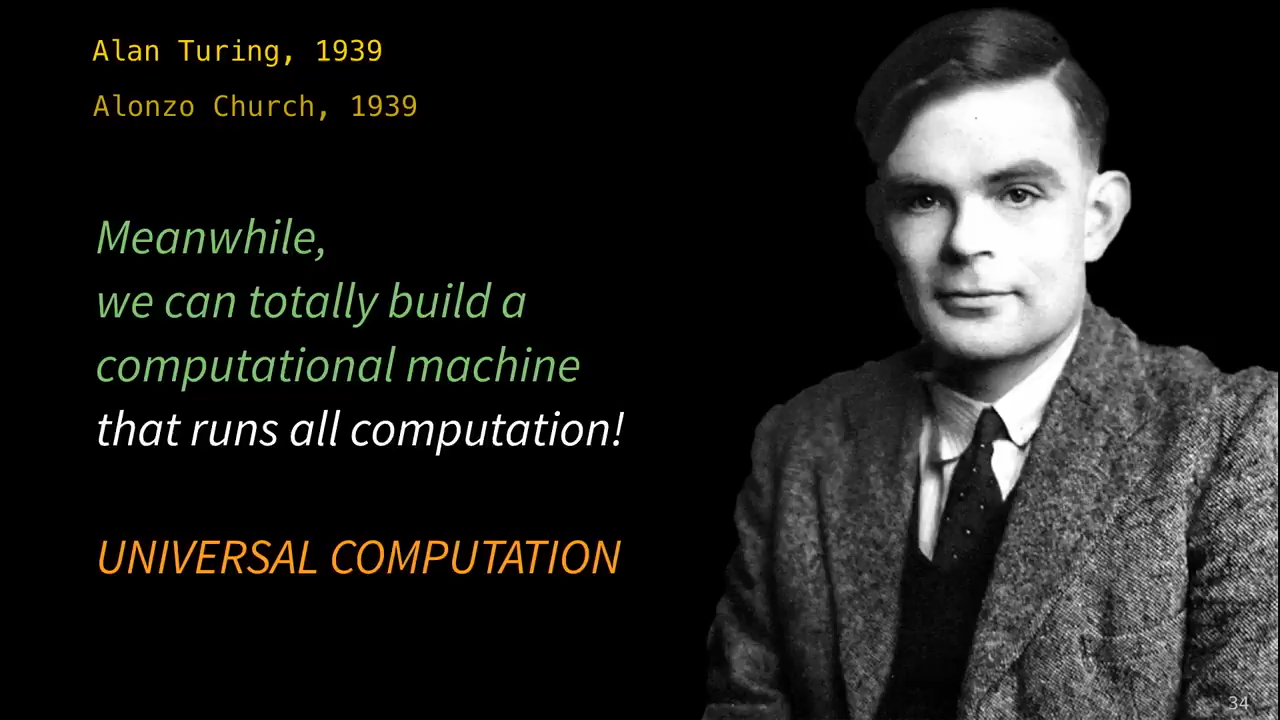 Alan Turing, 1939
Alonzo Church, 1939
Meanwhile,
we can totally build a
computational machine
that runs all computation!
UNIVERSAL COMPUTATION
34